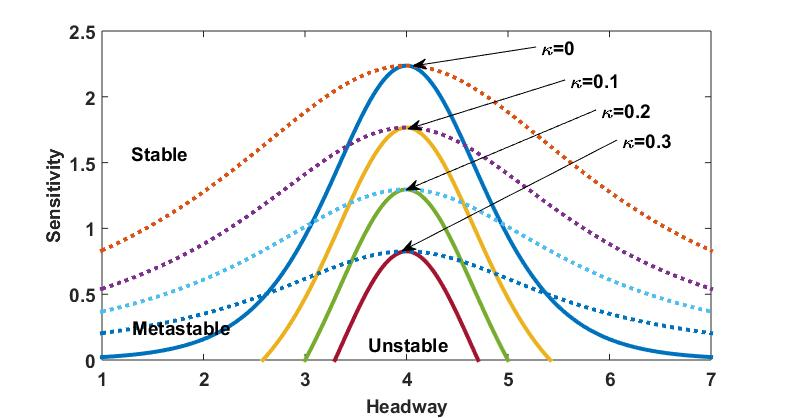 2.5
2
1.5
1
0.5
0
1 2 3 4 5 6 7
Sensitivity
Headway
κ=0
κ=0.1
κ=0.2
κ=0.3
Stable
Metastable
Unstable